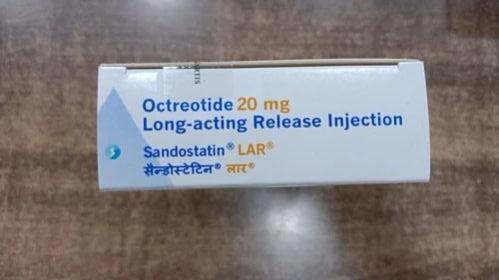 Octreotide 20 mg
Long-acting Release Injection
Sandostatin® LAR®
सैन्डोस्टेटिन® लार®